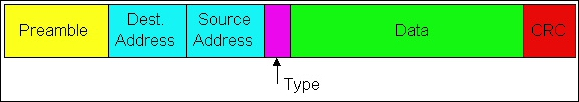 Preamble
Dest.
Address
Source
Address
Data
CRC
Type